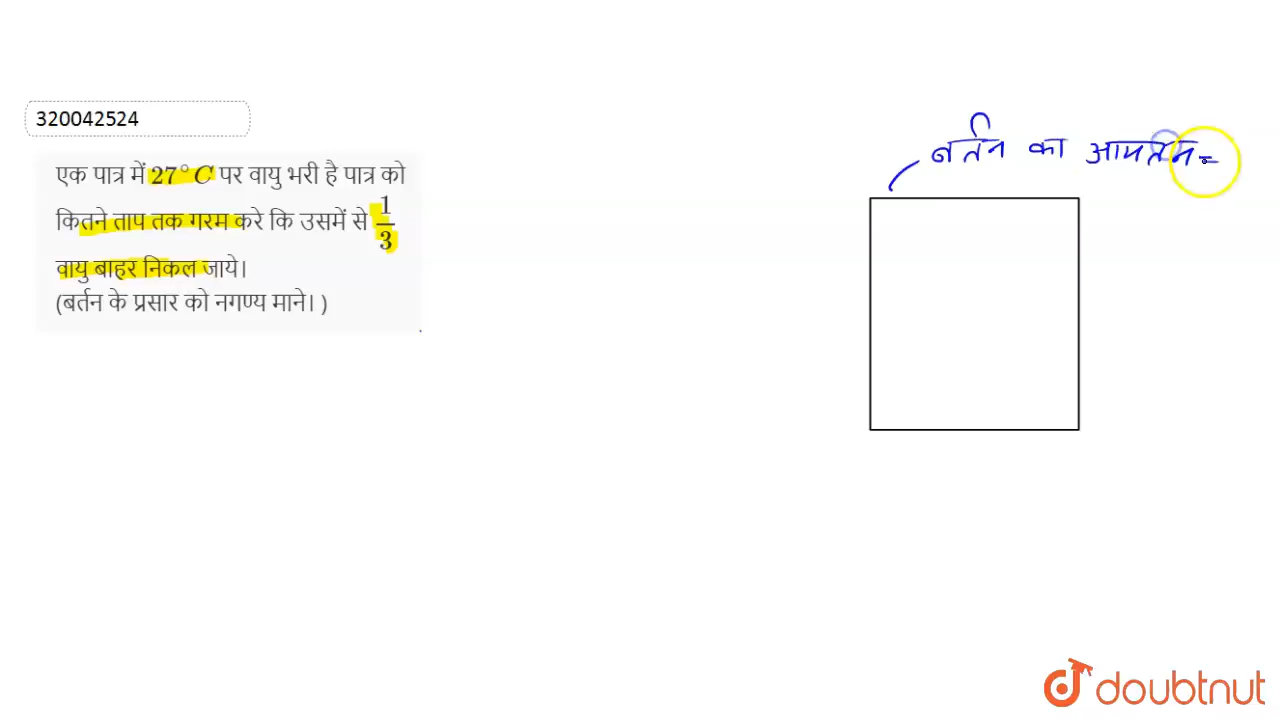 320042524
बर्तन का आयतन =
एक पात्र में 27°C पर वायु भरी है पात्र को
कितने ताप तक गरम करे कि उसमें से 1/3
वायु बाहर निकल जाये।
(बर्तन के प्रसार को नगण्य माने। )
doubtnut